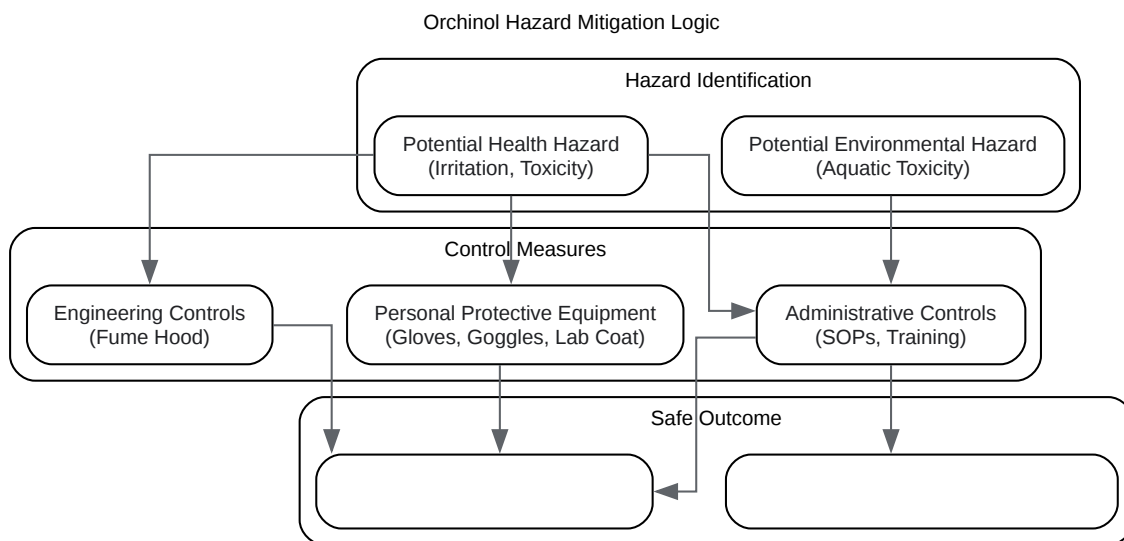 Orchinol Hazard Mitigation Logic
Hazard Identification
Potential Health Hazard
(Irritation, Toxicity)
Potential Environmental Hazard
(Aquatic Toxicity)
Control Measures
Engineering Controls
(Fume Hood)
Personal Protective Equipment
(Gloves, Goggles, Lab Coat)
Administrative Controls
(SOPs, Training)
Safe Outcome